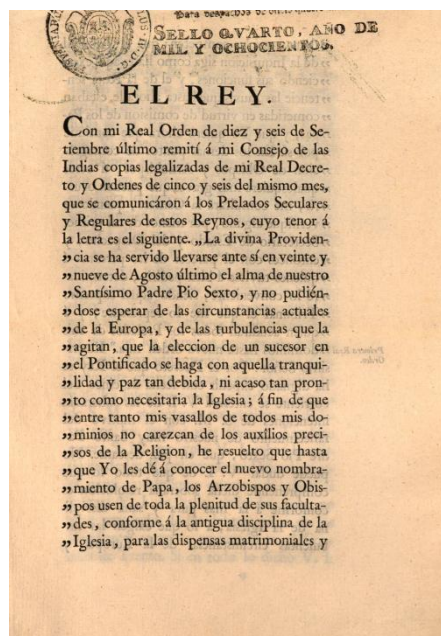 SELLO QVARTO, AÑO DE
MIL Y OCHOCIENTOS.
EL REY.
Con mi Real Orden de diez y seis de Se-
tiembre último remití á mi Consejo de las
Indias copias legalizadas de mi Real Decre-
to y Ordenes de cinco y seis del mismo mes,
que se comunicáron á los Prelados Seculares
y Regulares de estos Reynos, cuyo tenor á
la letra es el siguiente. „La divina Providen-
„cia se ha servido llevarse ante sí en veinte y
„nueve de Agosto último el alma de nuestro
„Santísimo Padre Pio Sexto, y no pudién-
„dose esperar de las circunstancias actuales
„de la Europa, y de las turbulencias que la
„agitan, que la eleccion de un sucesor en
„el Pontificado se haga con aquella tranqui-
„lidad y paz tan debida, ni acaso tan pron-
„to como necesitaria la Iglesia; á fin de que
„entre tanto mis vasallos de todos mis do-
„minios no carezcan de los auxîlios preci-
„sos de la Religion, he resuelto que hasta
„que Yo les dé á conocer el nuevo nombra-
„miento de Papa, los Arzobispos y Obis-
„pos usen de toda la plenitud de sus faculta-
„des, conforme á la antigua disciplina de la
„Iglesia, para las dispensas matrimoniales y